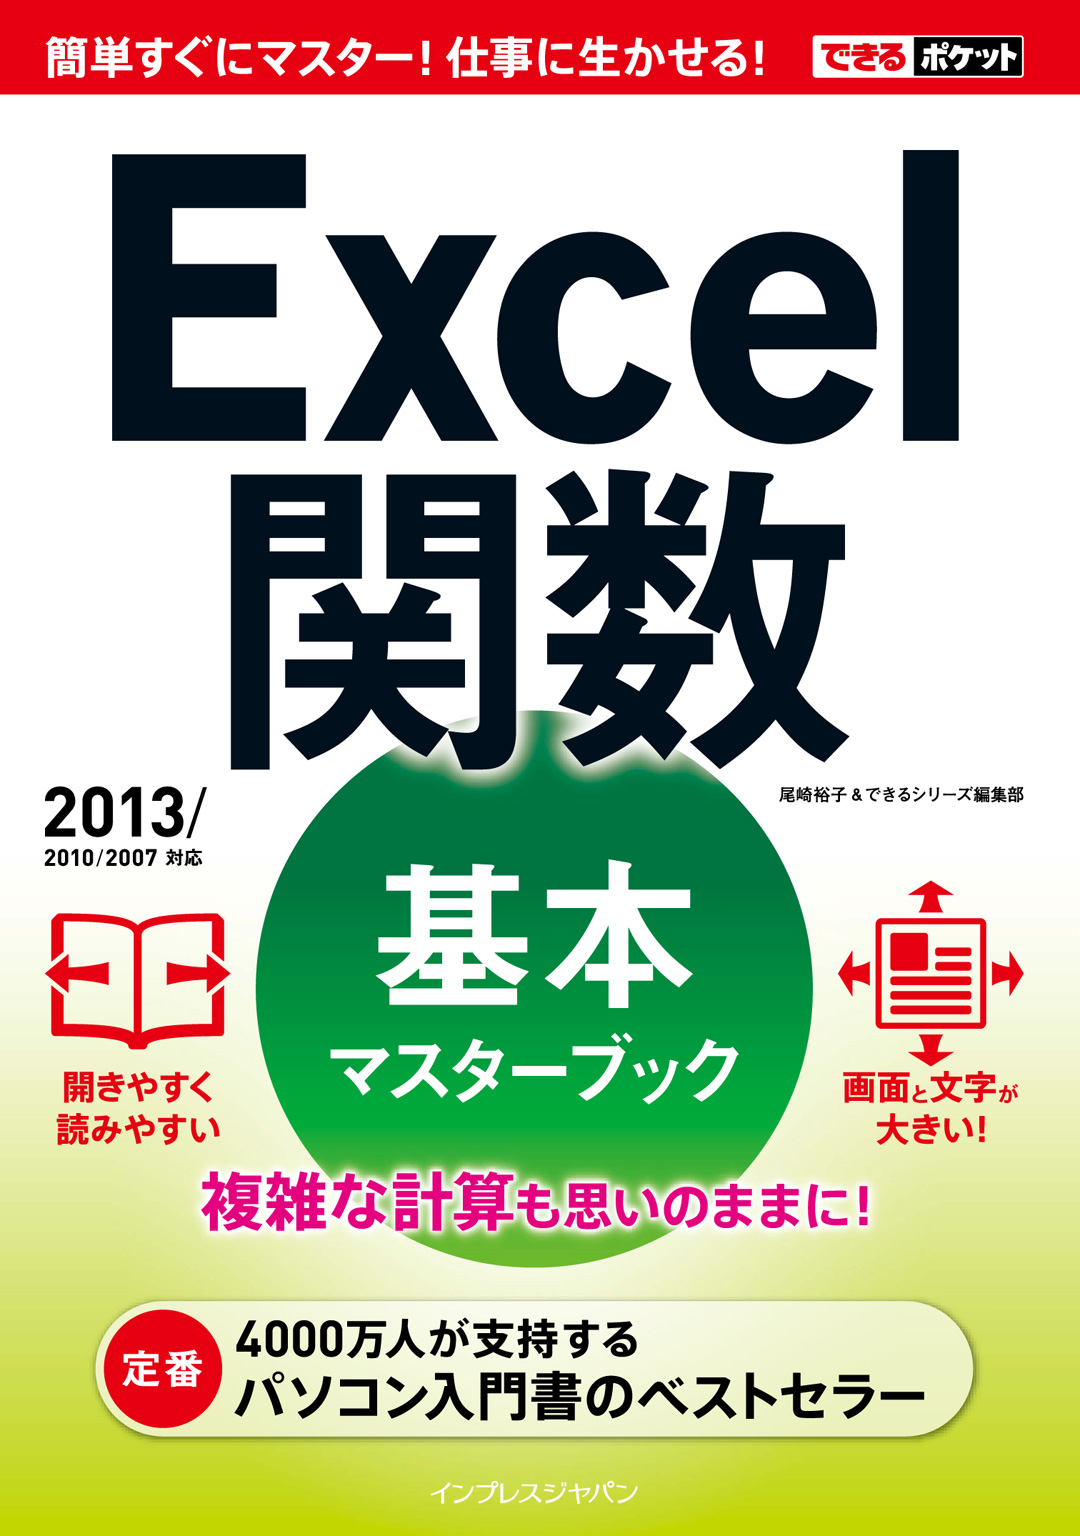 簡単すぐにマスター! 仕事に生かせる!
できるポケット
Excel
関数
2013/
2010/2007 対応
尾崎裕子&できるシリーズ編集部
基本
マスターブック
開きやすく
読みやすい
画面と文字が
大きい!
複雑な計算も思いのままに!
定番
4000万人が支持する
パソコン入門書のベストセラー
インプレスジャパン